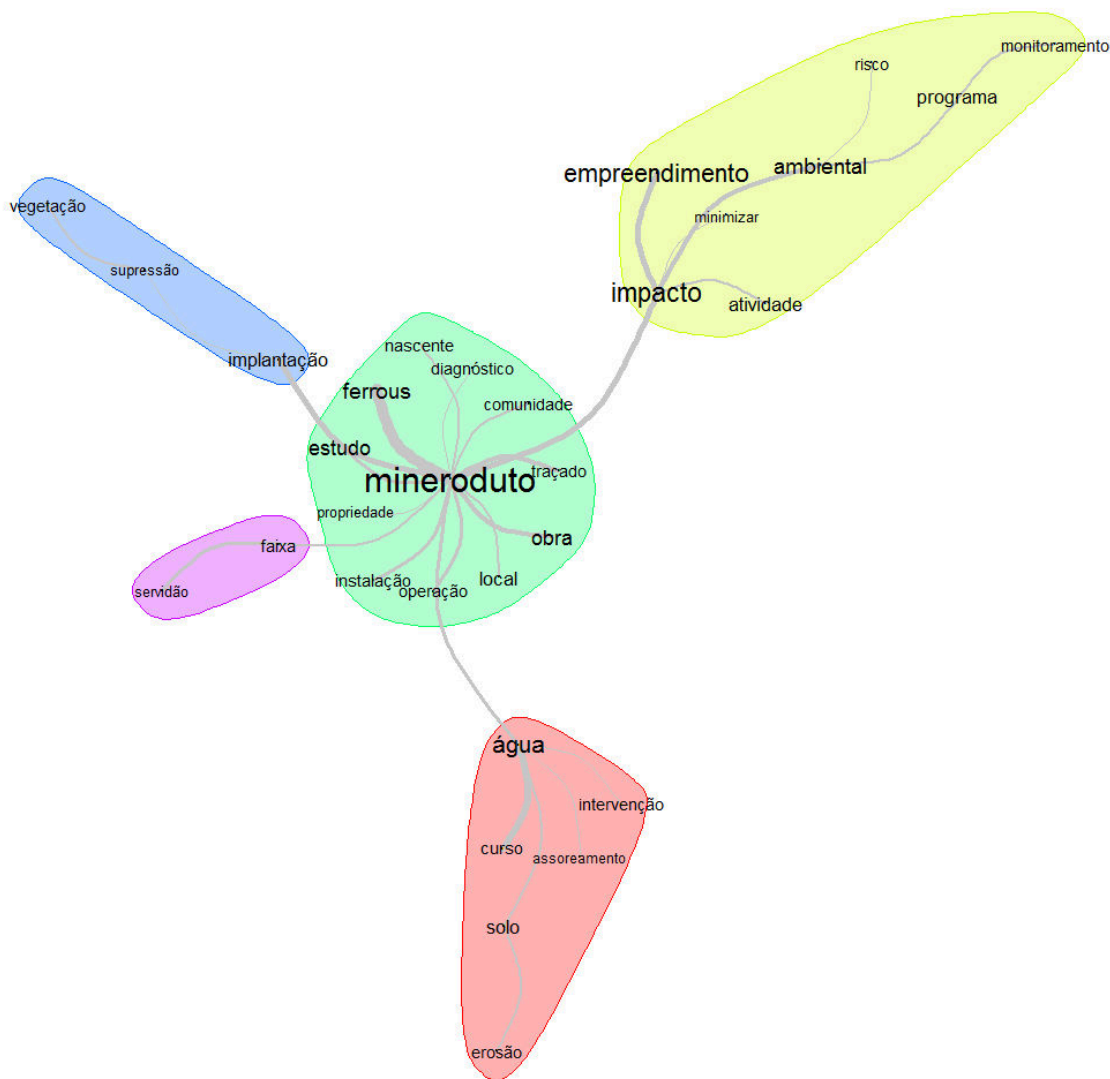 monitoramento
risco
programa
ambiental
empreendimento
minimizar
impacto
atividade
vegetação
supressão
implantação
nascente
diagnóstico
ferrous
comunidade
estudo
traçado
mineroduto
propriedade
obra
faixa
instalação
operação
local
servidão
água
intervenção
curso
assoreamento
solo
erosão